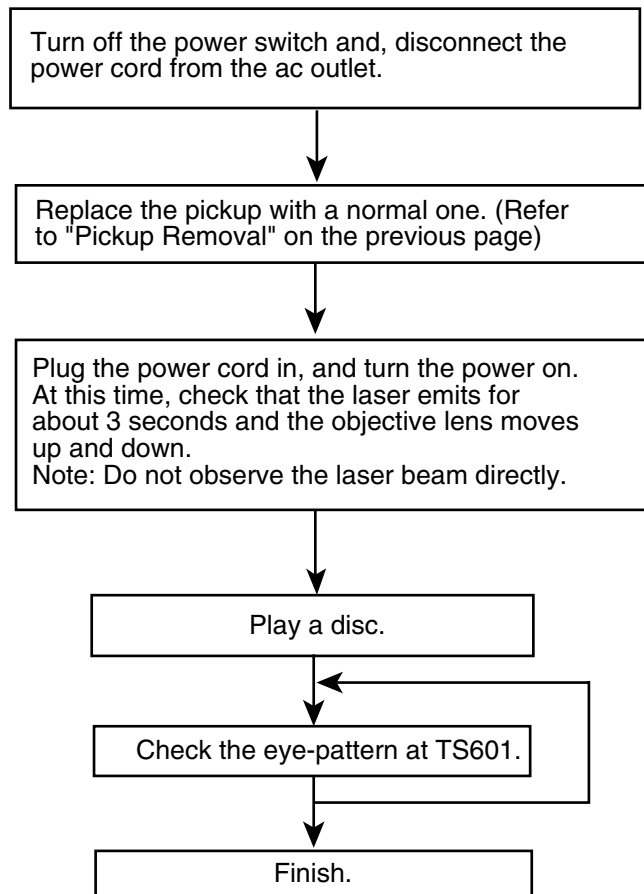 Turn off the power switch and, disconnect the
power cord from the ac outlet.
Replace the pickup with a normal one. (Refer
to "Pickup Removal" on the previous page)
Plug the power cord in, and turn the power on.
At this time, check that the laser emits for
about 3 seconds and the objective lens moves
up and down.
Note: Do not observe the laser beam directly.
Play a disc.
Check the eye-pattern at TS601.
Finish.